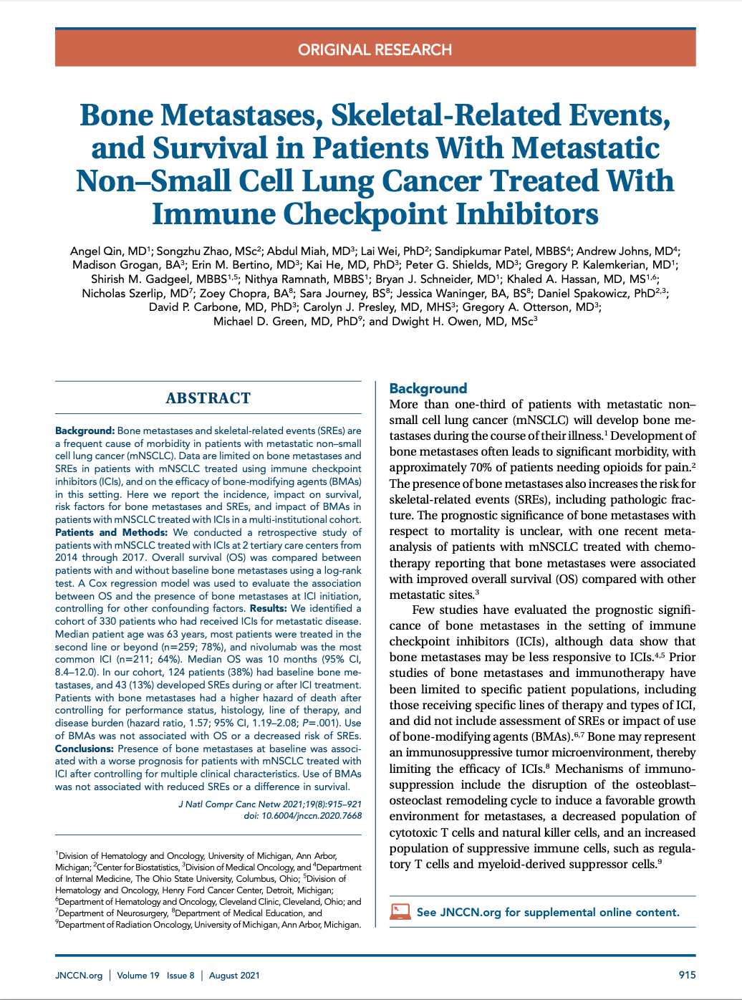 ORIGINAL RESEARCH
Bone Metastases, Skeletal-Related Events,
and Survival in Patients With Metastatic
Non–Small Cell Lung Cancer Treated With
Immune Checkpoint Inhibitors
Angel Qin, MD¹; Songzhu Zhao, MSc²; Abdul Miah, MD³; Lai Wei, PhD²; Sandipkumar Patel, MBBS⁴; Andrew Johns, MD⁴;
Madison Grogan, BA³; Erin M. Bertino, MD³; Kai He, MD, PhD³; Peter G. Shields, MD³; Gregory P. Kalemkerian, MD¹;
Shirish M. Gadgeel, MBBS¹,⁵; Nithya Ramnath, MBBS¹; Bryan J. Schneider, MD¹; Khaled A. Hassan, MD, MS¹,⁶;
Nicholas Szerlip, MD⁷; Zoey Chopra, BA⁸; Sara Journey, BS⁸; Jessica Waninger, BA, BS⁸; Daniel Spakowicz, PhD²,³;
David P. Carbone, MD, PhD³; Carolyn J. Presley, MD, MHS³; Gregory A. Otterson, MD³;
Michael D. Green, MD, PhD⁹; and Dwight H. Owen, MD, MSc³
ABSTRACT
Background: Bone metastases and skeletal-related events (SREs) are
a frequent cause of morbidity in patients with metastatic non–small
cell lung cancer (mNSCLC). Data are limited on bone metastases and
SREs in patients with mNSCLC treated using immune checkpoint
inhibitors (ICIs), and on the efficacy of bone-modifying agents (BMAs)
in this setting. Here we report the incidence, impact on survival,
risk factors for bone metastases and SREs, and impact of BMAs in
patients with mNSCLC treated with ICIs in a multi-institutional cohort.
Patients and Methods: We conducted a retrospective study of
patients with mNSCLC treated with ICIs at 2 tertiary care centers from
2014 through 2017. Overall survival (OS) was compared between
patients with and without baseline bone metastases using a log-rank
test. A Cox regression model was used to evaluate the association
between OS and the presence of bone metastases at ICI initiation,
controlling for other confounding factors. Results: We identified a
cohort of 330 patients who had received ICIs for metastatic disease.
Median patient age was 63 years, most patients were treated in the
second line or beyond (n=259; 78%), and nivolumab was the most
common ICI (n=211; 64%). Median OS was 10 months (95% CI,
8.4–12.0). In our cohort, 124 patients (38%) had baseline bone me-
tastases, and 43 (13%) developed SREs during or after ICI treatment.
Patients with bone metastases had a higher hazard of death after
controlling for performance status, histology, line of therapy, and
disease burden (hazard ratio, 1.57; 95% CI, 1.19–2.08; P=.001). Use
of BMAs was not associated with OS or a decreased risk of SREs.
Conclusions: Presence of bone metastases at baseline was associ-
ated with a worse prognosis for patients with mNSCLC treated with
ICI after controlling for multiple clinical characteristics. Use of BMAs
was not associated with reduced SREs or a difference in survival.
J Natl Compr Canc Netw 2021;19(8):915–921
doi: 10.6004/jnccn.2020.7668
¹Division of Hematology and Oncology, University of Michigan, Ann Arbor,
Michigan; ²Center for Biostatistics, ³Division of Medical Oncology, and ⁴Department
of Internal Medicine, The Ohio State University, Columbus, Ohio; ⁵Division of
Hematology and Oncology, Henry Ford Cancer Center, Detroit, Michigan;
⁶Department of Hematology and Oncology, Cleveland Clinic, Cleveland, Ohio; and
⁷Department of Neurosurgery, ⁸Department of Medical Education, and
⁹Department of Radiation Oncology, University of Michigan, Ann Arbor, Michigan.
Background
More than one-third of patients with metastatic non–
small cell lung cancer (mNSCLC) will develop bone me-
tastases during the course of their illness.¹ Development of
bone metastases often leads to significant morbidity, with
approximately 70% of patients needing opioids for pain.²
The presence of bone metastases also increases the risk for
skeletal-related events (SREs), including pathologic frac-
ture. The prognostic significance of bone metastases with
respect to mortality is unclear, with one recent meta-
analysis of patients with mNSCLC treated with chemo-
therapy reporting that bone metastases were associated
with improved overall survival (OS) compared with other
metastatic sites.³
Few studies have evaluated the prognostic signifi-
cance of bone metastases in the setting of immune
checkpoint inhibitors (ICIs), although data show that
bone metastases may be less responsive to ICIs.⁴,⁵ Prior
studies of bone metastases and immunotherapy have
been limited to specific patient populations, including
those receiving specific lines of therapy and types of ICI,
and did not include assessment of SREs or impact of use
of bone-modifying agents (BMAs).⁶,⁷ Bone may represent
an immunosuppressive tumor microenvironment, thereby
limiting the efficacy of ICIs.⁸ Mechanisms of immuno-
suppression include the disruption of the osteoblast–
osteoclast remodeling cycle to induce a favorable growth
environment for metastases, a decreased population of
cytotoxic T cells and natural killer cells, and an increased
population of suppressive immune cells, such as regula-
tory T cells and myeloid-derived suppressor cells.⁹
See JNCCN.org for supplemental online content.
JNCCN.org | Volume 19 Issue 8 | August 2021
915